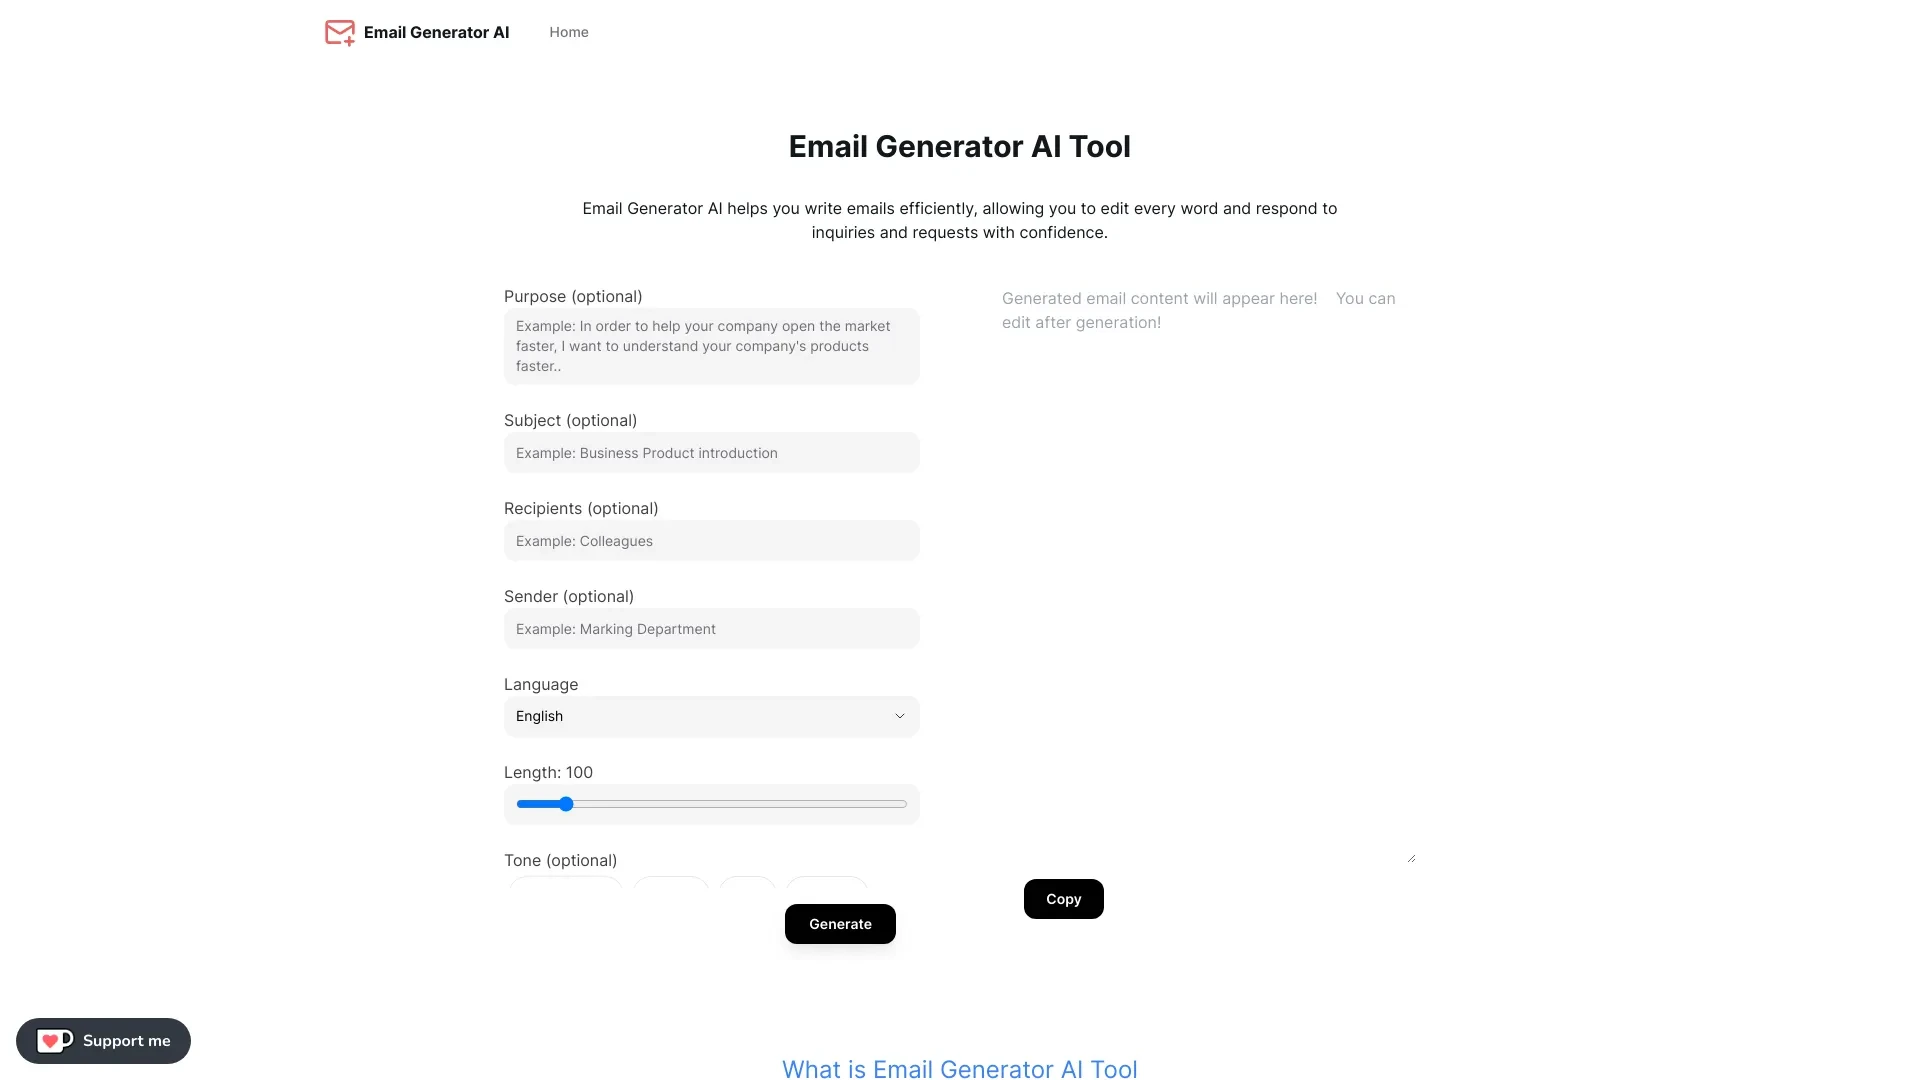 Email Generator AI
Home
Email Generator AI Tool
Email Generator AI helps you write emails efficiently, allowing you to edit every word and respond to
inquiries and requests with confidence.
Purpose (optional)
Example: In order to help your company open the market
faster, I want to understand your company's products
faster..
Subject (optional)
Example: Business Product introduction
Recipients (optional)
Example: Colleagues
Sender (optional)
Example: Marking Department
Language
English
Length: 100
Tone (optional)
Generate
Generated email content will appear here! You can
edit after generation!
Copy
Support me
What is Email Generator AI Tool